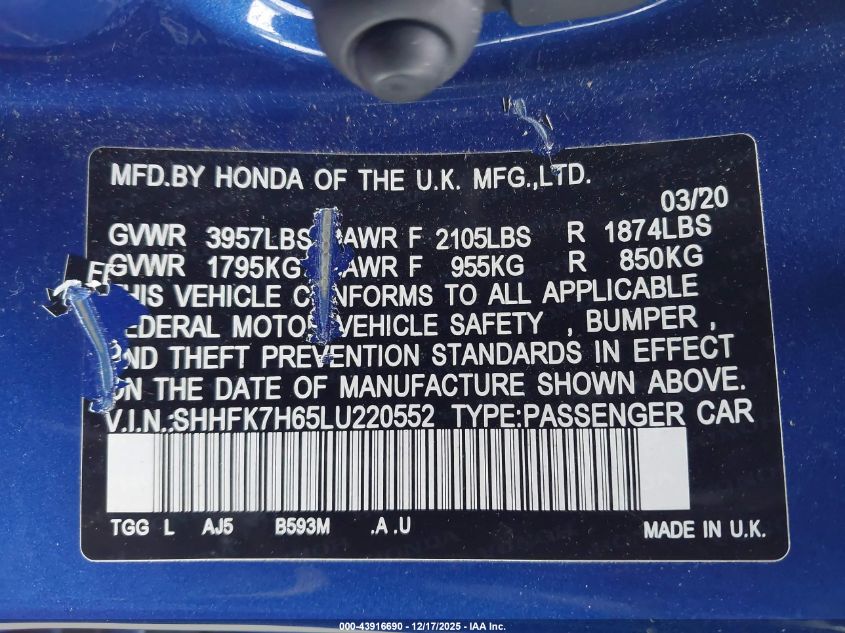 MFD.BY HONDA OF THE U.K. MFG.,LTD.
03/20
GVWR 3957LBS AWR F 2105LBS R 1874LBS
GVWR 1795KG AWR F 955KG R 850KG
HIS VEHICLE C NFORMS TO ALL APPLICABLE
EDERAL MOTOR VEHICLE SAFETY , BUMPER ,
ND THEFT PREVENTION STANDARDS IN EFFECT
ON THE DATE OF MANUFACTURE SHOWN ABOVE.
V.I.N.:SHHFK7H65LU220552 TYPE:PASSENGER CAR
TGG L AJ5 B593M .A .U MADE IN U.K.
000-43916690 - 12/17/2025 - IAA Inc.